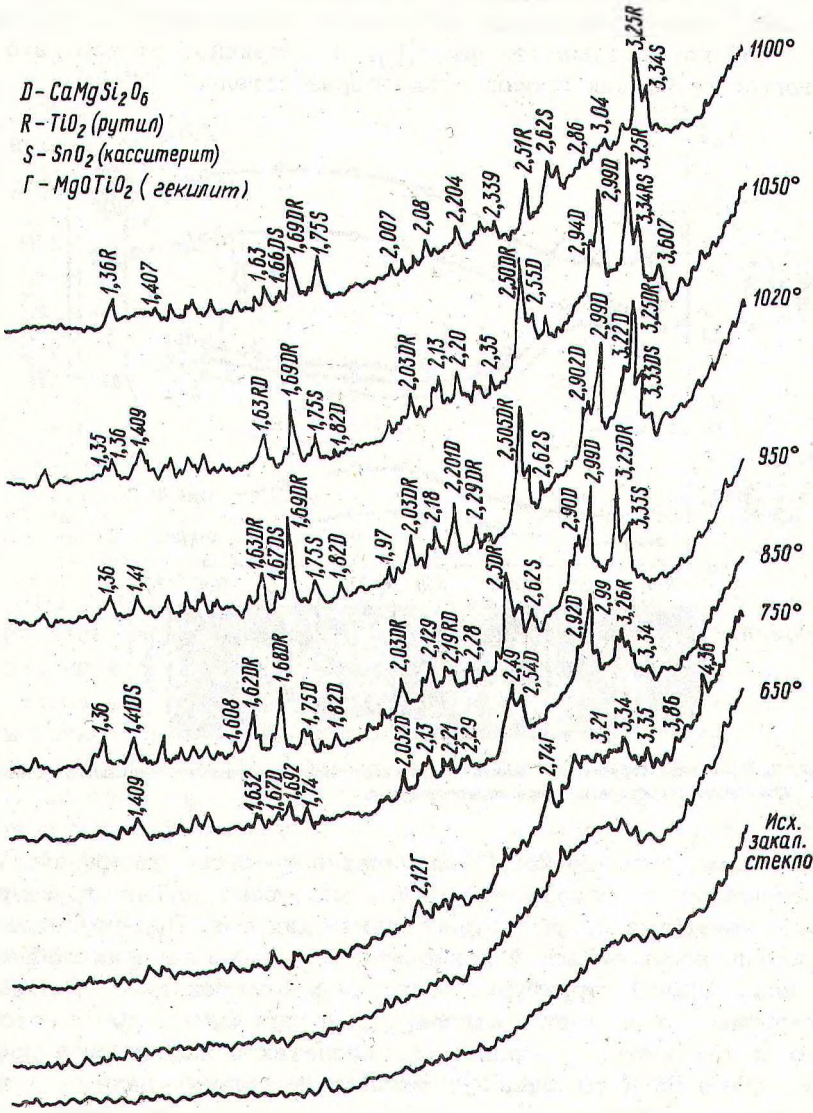 D-CaMgSi₂O₆
R-TiO₂ (рутил)
S-SnO₂ (касситерит)
Г-MgOTiO₂ (гекилит)
1,36R
1,407
1,63
1,66DS
1,69DR
1,75S
2,007
2,08
2,204
2,339
2,51R
2,62S
2,86
3,04
3,25R
3,34S
1100°
1,35
1,36
1,409
1,63RD
1,69DR
1,75S
1,82D
2,03DR
2,13
2,20
2,35
2,50DR
2,55D
2,94D
2,99D
3,25R
3,34RS
3,607
1050°
1,36
1,41
1,63DR
1,67DS
1,69DR
1,75S
1,82D
1,97
2,03DR
2,18
2,201D
2,29DR
2,505DR
2,62S
2,902D
2,99D
3,22D
3,25DR
3,33DS
1020°
1,36
1,41DS
1,608
1,62DR
1,68DR
1,75D
1,82D
2,03DR
2,129
2,19RD
2,28
2,5DR
2,62S
2,90D
2,99D
3,25DR
3,35S
950°
1,409
1,632
1,67D
1,692
1,74
2,032D
2,15
2,21
2,29
2,49
2,54D
2,92D
2,99
3,26R
3,34
850°
2,12Г
2,74Г
3,21
3,34
3,35
3,86
4,36
750°
650°
Исх.
закал.
стекло